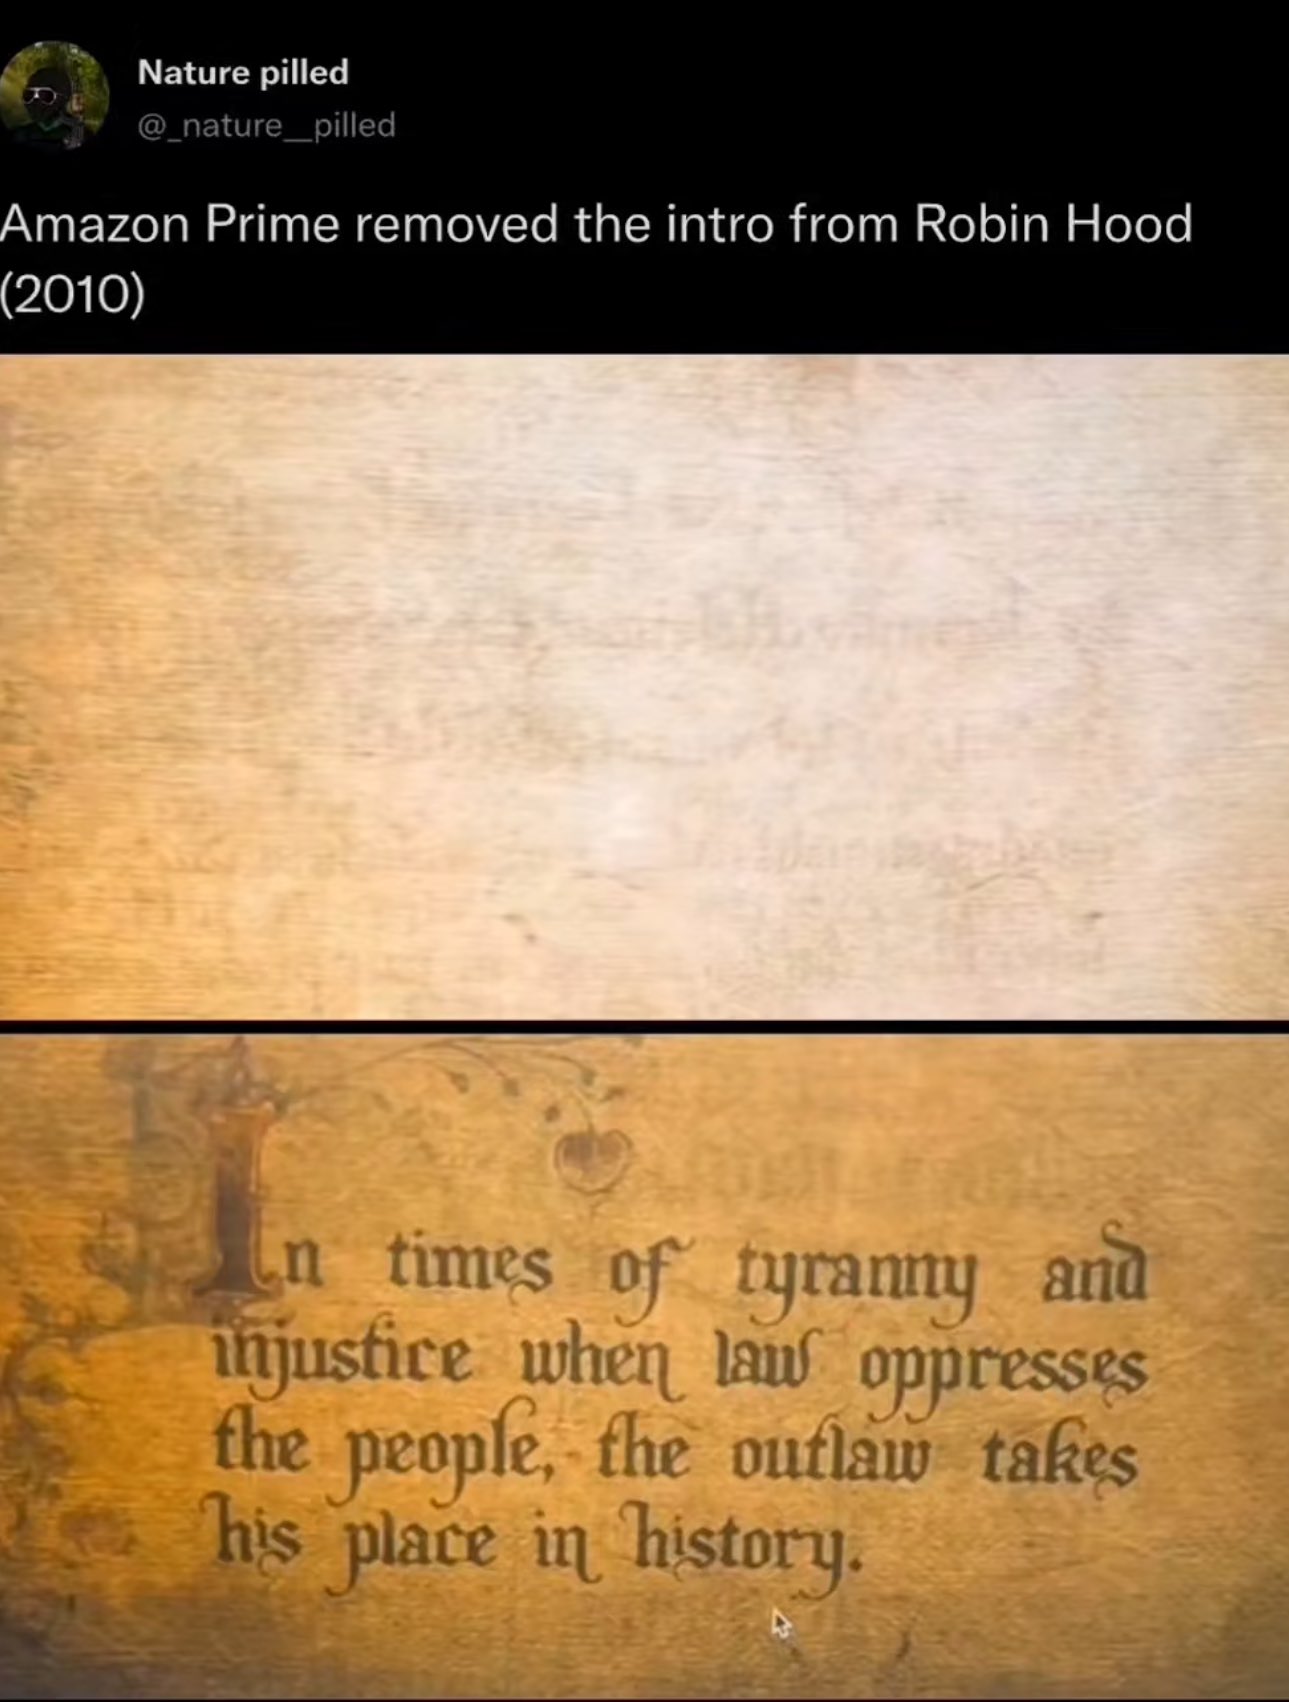 Nature pilled
@_nature__pilled
Amazon Prime removed the intro from Robin Hood
(2010)
In times of tyranny and
injustice when law oppresses
the people, the outlaw takes
his place in history.